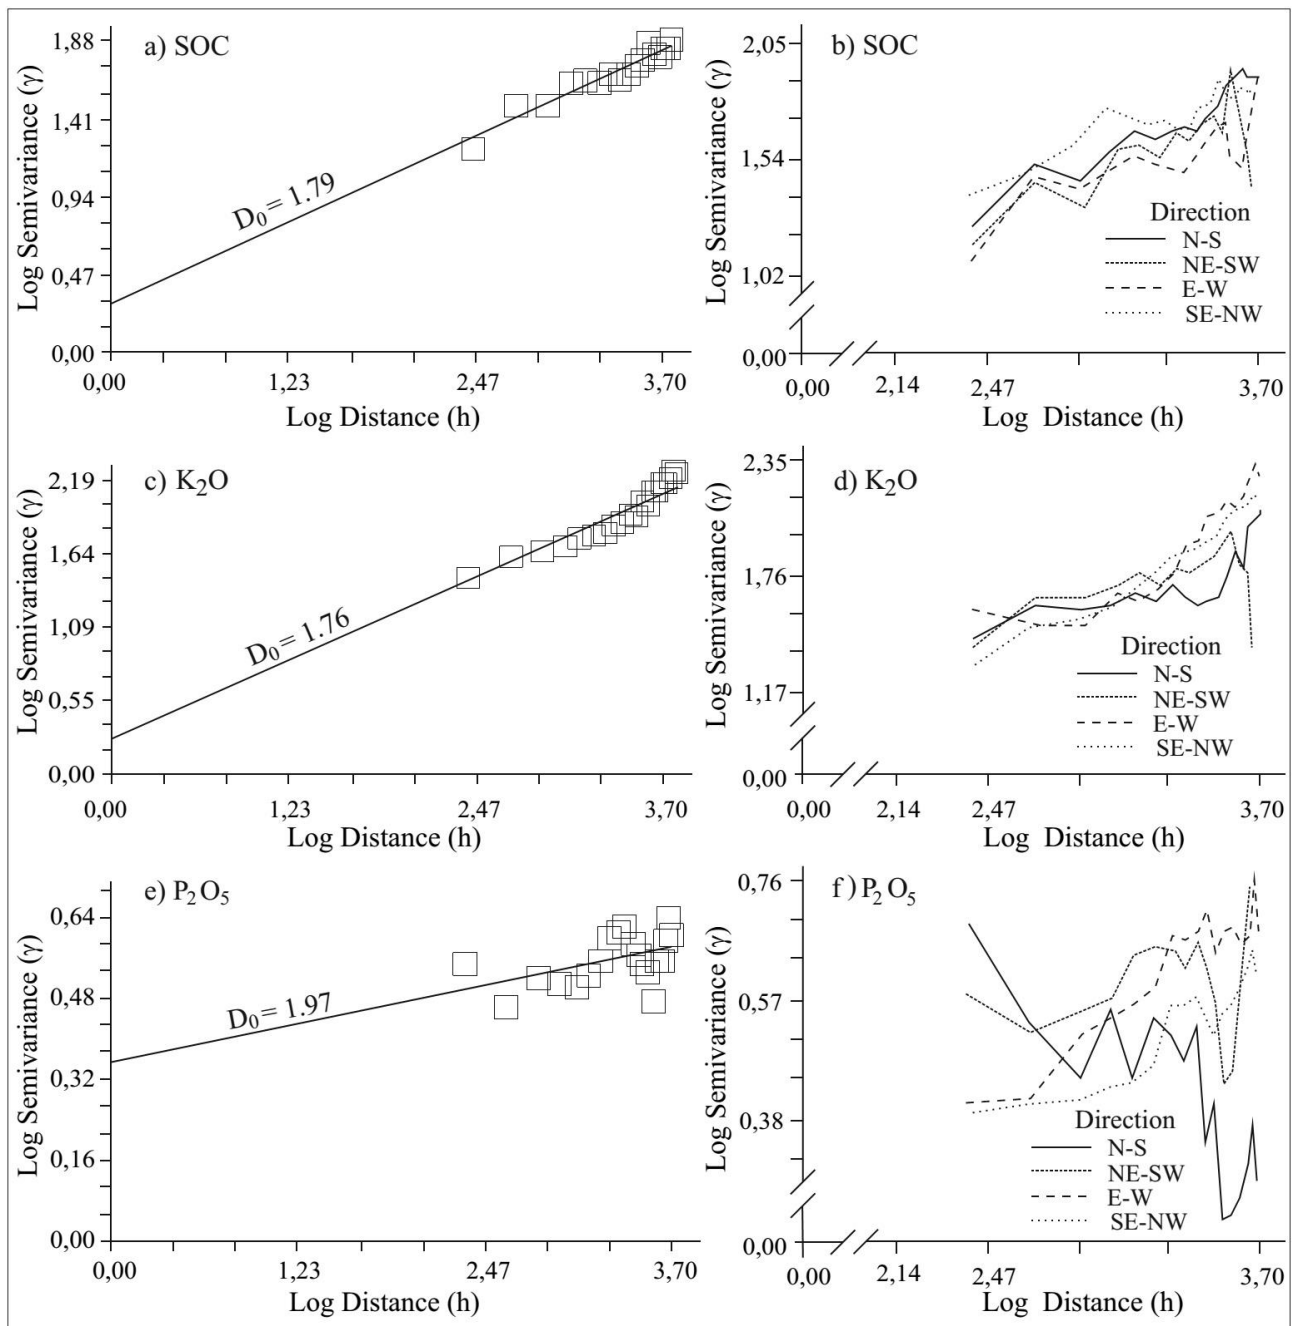 a) SOC
Log Semivariance (γ)
1,88
1,41
0,94
0,47
0,00
D₀ = 1.79
0,00 1,23 2,47 3,70
Log Distance (h)
b) SOC
Log Semivariance (γ)
2,05
1,54
1,02
0,00
Direction
N-S
NE-SW
E-W
SE-NW
0,00 2,14 2,47 3,70
Log Distance (h)
c) K₂O
Log Semivariance (γ)
2,19
1,64
1,09
0,55
0,00
D₀ = 1.76
0,00 1,23 2,47 3,70
Log Distance (h)
d) K₂O
Log Semivariance (γ)
2,35
1,76
1,17
0,00
Direction
N-S
NE-SW
E-W
SE-NW
0,00 2,14 2,47 3,70
Log Distance (h)
e) P₂O₅
Log Semivariance (γ)
0,64
0,48
0,32
0,16
0,00
D₀ = 1.97
0,00 1,23 2,47 3,70
Log Distance (h)
f) P₂O₅
Log Semivariance (γ)
0,76
0,57
0,38
0,00
Direction
N-S
NE-SW
E-W
SE-NW
0,00 2,14 2,47 3,70
Log Distance (h)